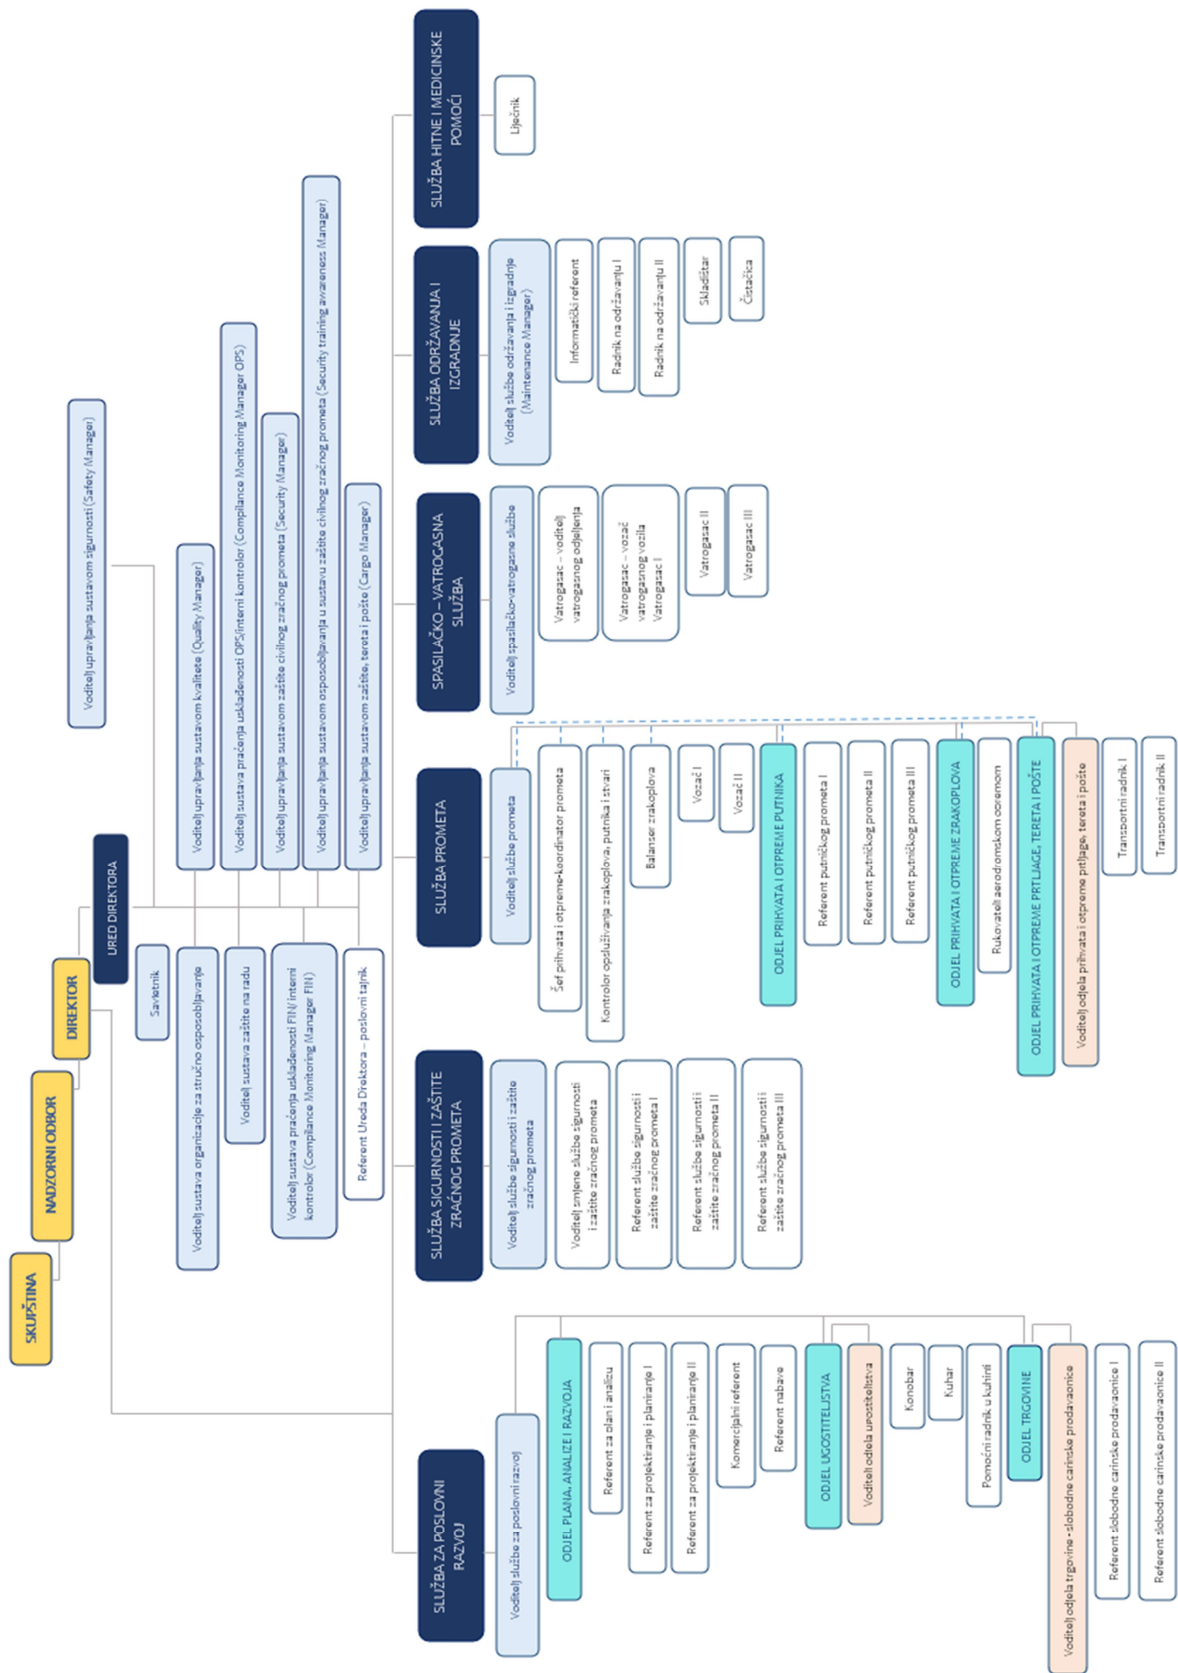 SKUPŠTINA
NADZORNI ODBOR
DIREKTOR
URED DIREKTORA
Voditelj upravljanja sustavom sigurnosti (Safety Manager)
Savjetnik
Voditelj sustava organizacije za stručno osposobljavanje
Voditelj upravljanja sustavom kvalitete (Quality Manager)
Voditelj sustava zaštite na radu
Voditelj sustava praćenja usklađenosti OPS/interni kontrolor (Compliance Monitoring Manager OPS)
Voditelj sustava praćenja usklađenosti FIN/ interni
kontrolor (Compliance Monitoring Manager FIN)
Voditelj upravljanja sustavom zaštite civilnog zračnog prometa (Security Manager)
Voditelj upravljanja sustavom osposobljavanja u sustavu zaštite civilnog zračnog prometa (Security training awareness Manager)
Referent Ureda Direktora – poslovni tajnik
Voditelj upravljanja sustavom zaštite, tereta i pošte (Cargo Manager)
SLUŽBA ZA POSLOVNI
RAZVOJ
Voditelj službe za poslovni razvoj
ODJEL PLANA, ANALIZE I RAZVOJA
Referent za plan i analizu
Referent za projektiranje i planiranje I
Referent za projektiranje i planiranje II
Komercijalni referent
Referent nabave
ODJEL UGOSTITELJSTVA
Voditelj odjela ugostiteljstva
Konobar
Kuhar
Pomoćni radnik u kuhinji
ODJEL TRGOVINE
Voditelj odjela trgovine - slobodne carinske prodavaonice
Referent slobodne carinske prodavaonice I
Referent slobodne carinske prodavaonice II
SLUŽBA SIGURNOSTI I ZAŠTITE
ZRAČNOG PROMETA
Voditelj službe sigurnosti i zaštite
zračnog prometa
Voditelj smjene službe sigurnosti
i zaštite zračnog prometa
Referent službe sigurnosti i
zaštite zračnog prometa I
Referent službe sigurnosti i
zaštite zračnog prometa II
Referent službe sigurnosti i
zaštite zračnog prometa III
SLUŽBA PROMETA
Voditelj službe prometa
Šef prihvata i otpreme-koordinator prometa
Kontrolor opsluživanja zrakoplova, putnika i stvari
Balanser zrakoplova
Vozač I
Vozač II
ODJEL PRIHVATA I OTPREME PUTNIKA
Referent putničkog prometa I
Referent putničkog prometa II
Referent putničkog prometa III
ODJEL PRIHVATA I OTPREME ZRAKOPLOVA
Rukovatelj aerodromskom opremom
ODJEL PRIHVATA I OTPREME PRTLJAGE, TERETA I POŠTE
Voditelj odjela prihvata i otpreme prtljage, tereta i pošte
Transportni radnik I
Transportni radnik II
SPASILAČKO – VATROGASNA
SLUŽBA
Voditelj spasilačko-vatrogasne službe
Vatrogasac – voditelj
vatrogasnog odjeljenja
Vatrogasac – vozač
vatrogasnog vozila
Vatrogasac I
Vatrogasac II
Vatrogasac III
SLUŽBA ODRŽAVANJA I
IZGRADNJE
Voditelj službe održavanja i izgradnje
(Maintenance Manager)
Informatički referent
Radnik na održavanju I
Radnik na održavanju II
Skladištar
Čistačica
SLUŽBA HITNE I MEDICINSKE
POMOĆI
Liječnik